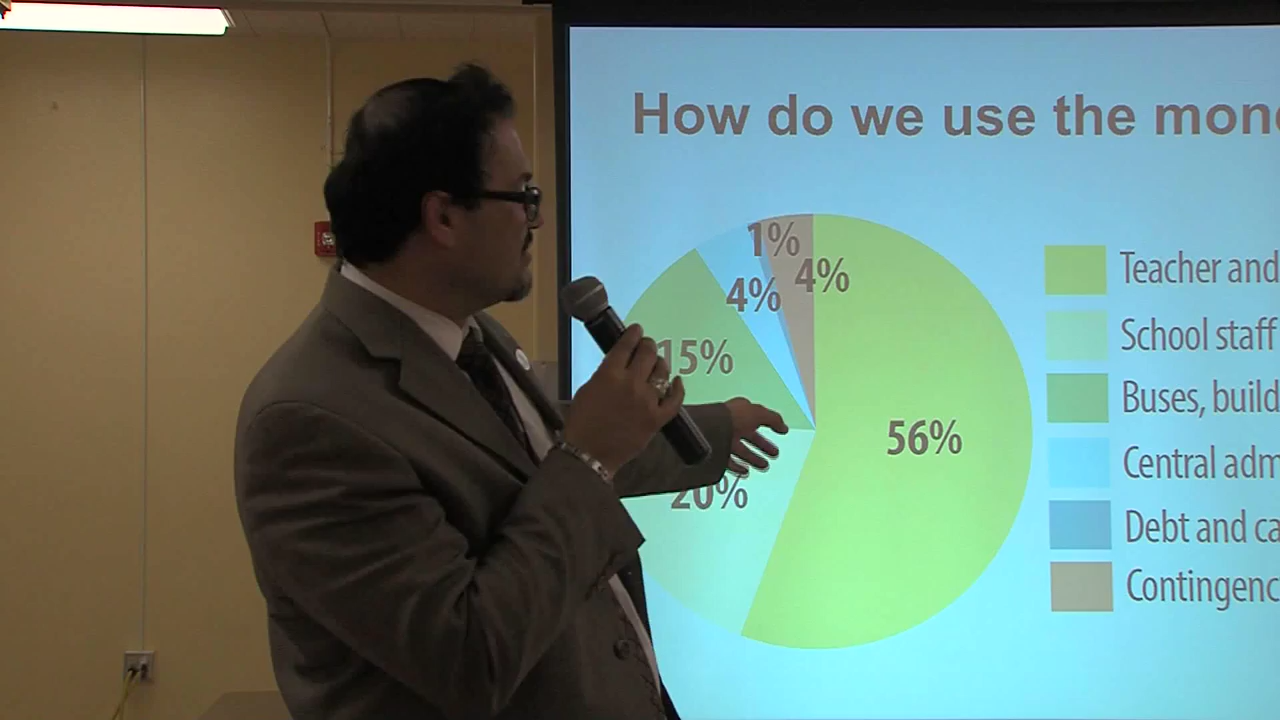 How do we use the mon
1%
4%
4%
15%
56%
20%
Teacher and
School staff
Buses, build
Central adm
Debt and ca
Contingenc